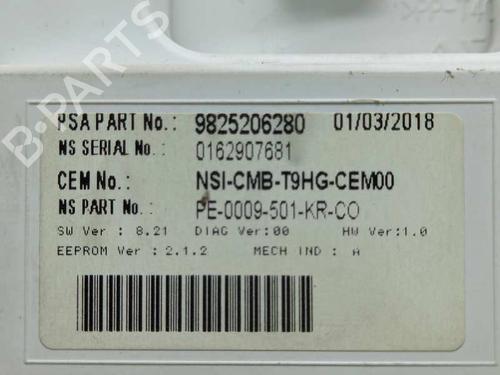 B-PARTS
PSA PART No.: 9825206280 01/03/2018
NS SERIAL No.: 0162907681
CEM No.: NSI-CMB-T9HG-CEM00
NS PART No.: PE-0009-501-KR-CO
SW Ver : 8.21 DIAG Ver:00 HW Ver:1.0
EEPROM Ver : 2.1.2 MECH IND : A